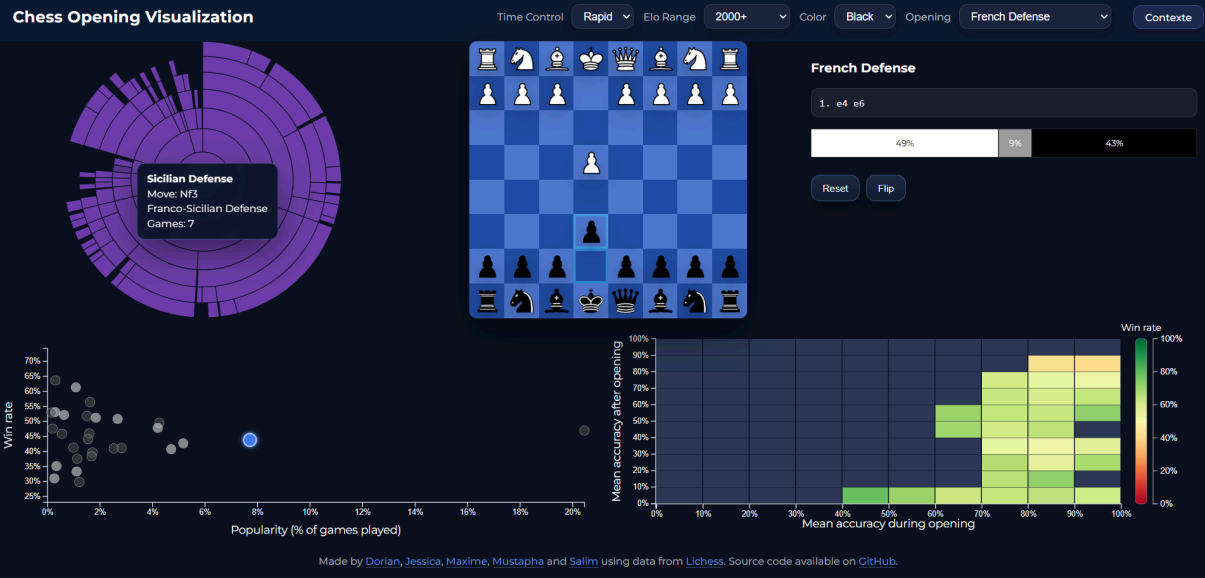 Chess Opening Visualization
Time Control Rapid Elo Range 2000+ Color Black Opening French Defense Contexte
Sicilian Defense
Move: Nf3
Franco-Sicilian Defense
Games: 7
French Defense
1. e4 e6
49% 9% 43%
Reset Flip
Win rate
70%
65%
60%
55%
50%
45%
40%
35%
30%
25%
0% 2% 4% 6% 8% 10% 12% 14% 16% 18% 20%
Popularity (% of games played)
Mean accuracy after opening
100%
90%
80%
70%
60%
50%
40%
30%
20%
10%
0%
0% 10% 20% 30% 40% 50% 60% 70% 80% 90% 100%
Mean accuracy during opening
Win rate
100%
80%
60%
40%
20%
0%
Made by Dorian, Jessica, Maxime, Mustapha and Salim using data from Lichess. Source code available on GitHub.